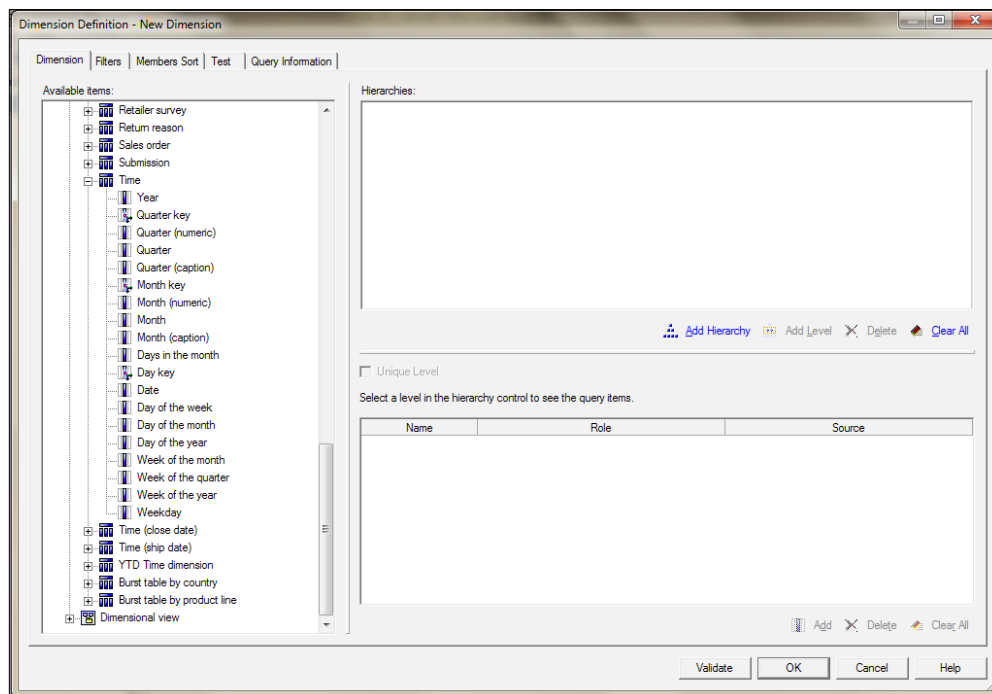 Dimension Definition - New Dimension
Dimension Filters Members Sort Test Query Information
Available items:
Retailer survey
Return reason
Sales order
Submission
Time
Year
Quarter key
Quarter (numeric)
Quarter
Quarter (caption)
Month key
Month (numeric)
Month
Month (caption)
Days in the month
Day key
Date
Day of the week
Day of the month
Day of the year
Week of the month
Week of the quarter
Week of the year
Weekday
Time (close date)
Time (ship date)
YTD Time dimension
Burst table by country
Burst table by product line
Dimensional view
Hierarchies:
Add Hierarchy Add Level Delete Clear All
Unique Level
Select a level in the hierarchy control to see the query items.
Name Role Source
Add Delete Clear All
Validate OK Cancel Help